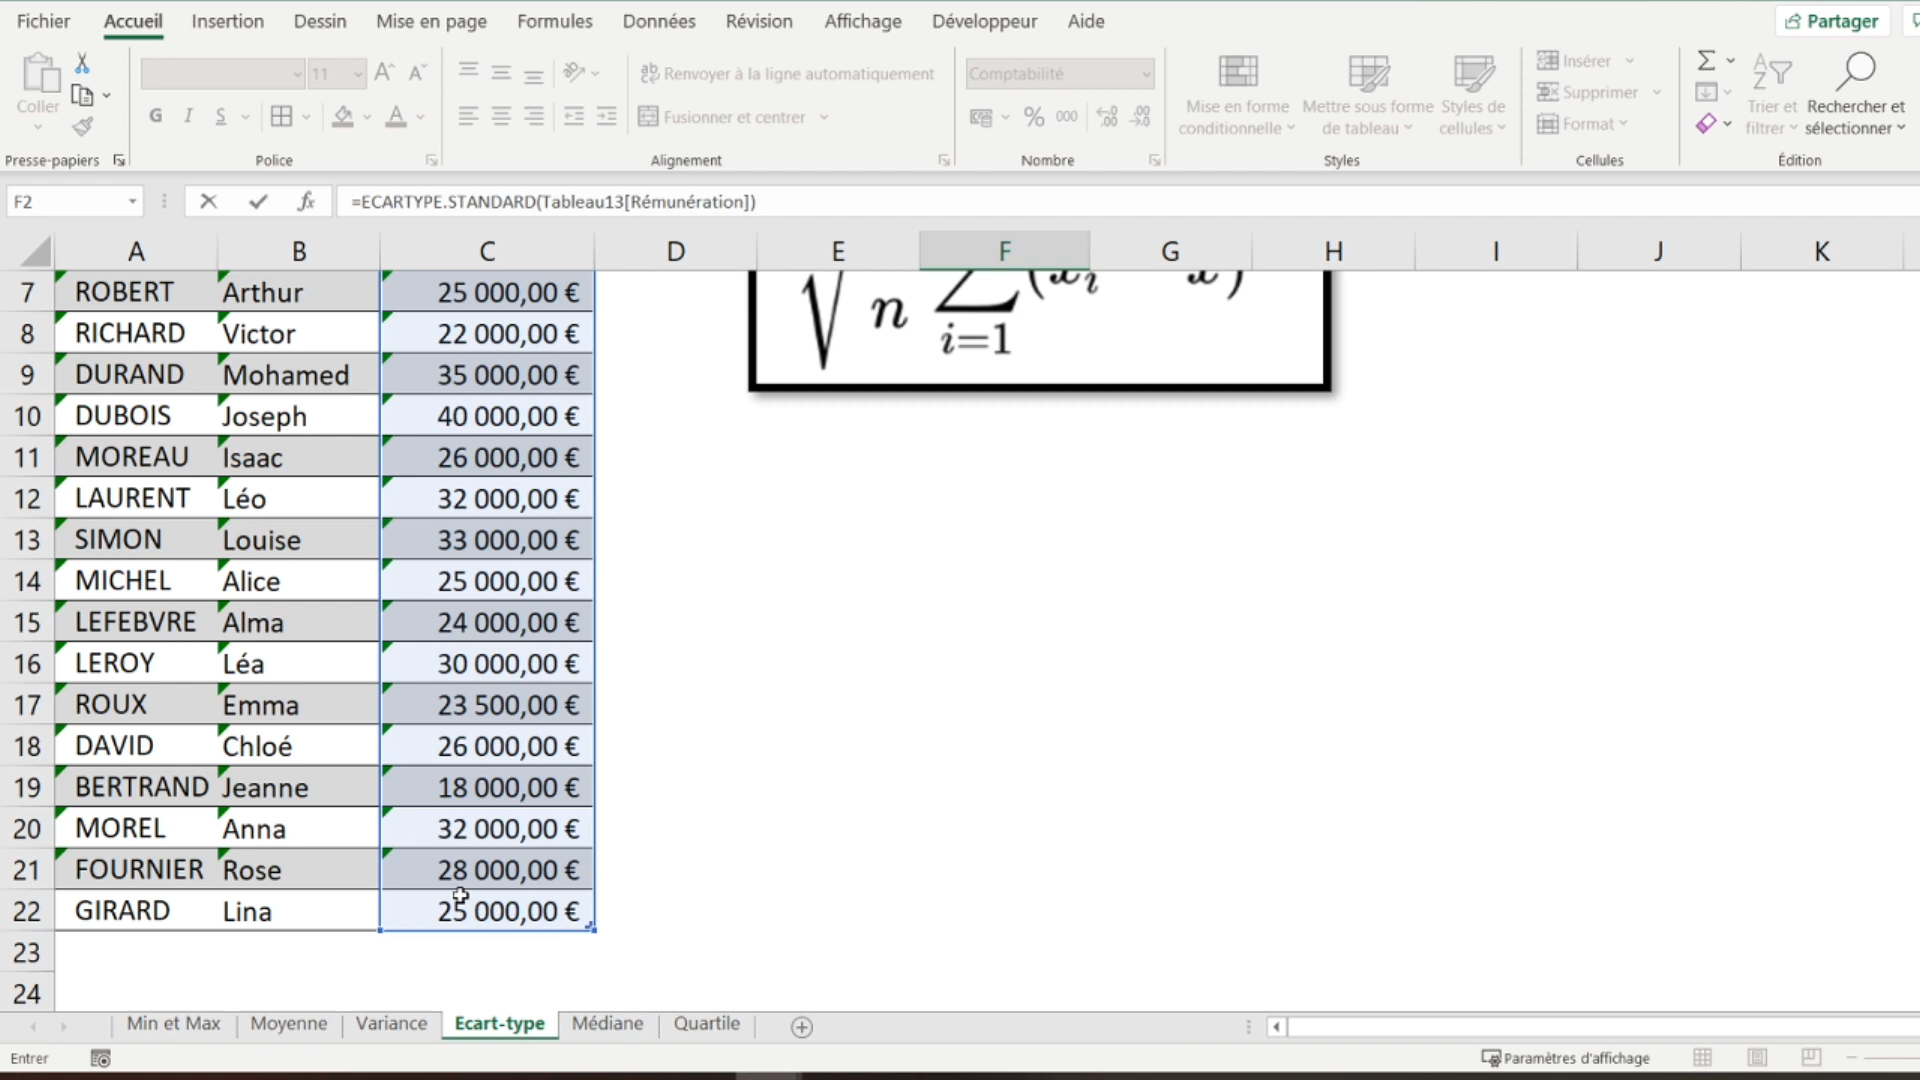 Fichier Accueil Insertion Dessin Mise en page Formules Données Révision Affichage Développeur Aide Partager
11 Renvoyer à la ligne automatiquement Comptabilité Insérer
Coller Mise en forme Mettre sous forme Styles de Supprimer Trier et Rechercher et
G I S A Fusionner et centrer % 000 conditionnelle de tableau cellules Format filtrer sélectionner
Presse-papiers Police Alignement Nombre Styles Cellules Édition
F2 fx =ECARTYPE.STANDARD(Tableau13[Rémunération])
A B C D E F G H I J K
7 ROBERT Arthur 25 000,00 €
8 RICHARD Victor 22 000,00 €
9 DURAND Mohamed 35 000,00 €
10 DUBOIS Joseph 40 000,00 €
11 MOREAU Isaac 26 000,00 €
12 LAURENT Léo 32 000,00 €
13 SIMON Louise 33 000,00 €
14 MICHEL Alice 25 000,00 €
15 LEFEBVRE Alma 24 000,00 €
16 LEROY Léa 30 000,00 €
17 ROUX Emma 23 500,00 €
18 DAVID Chloé 26 000,00 €
19 BERTRAND Jeanne 18 000,00 €
20 MOREL Anna 32 000,00 €
21 FOURNIER Rose 28 000,00 €
22 GIRARD Lina 25 000,00 €
23
24
n
i=1
Min et Max Moyenne Variance Ecart-type Médiane Quartile
Entrer Paramètres d'affichage